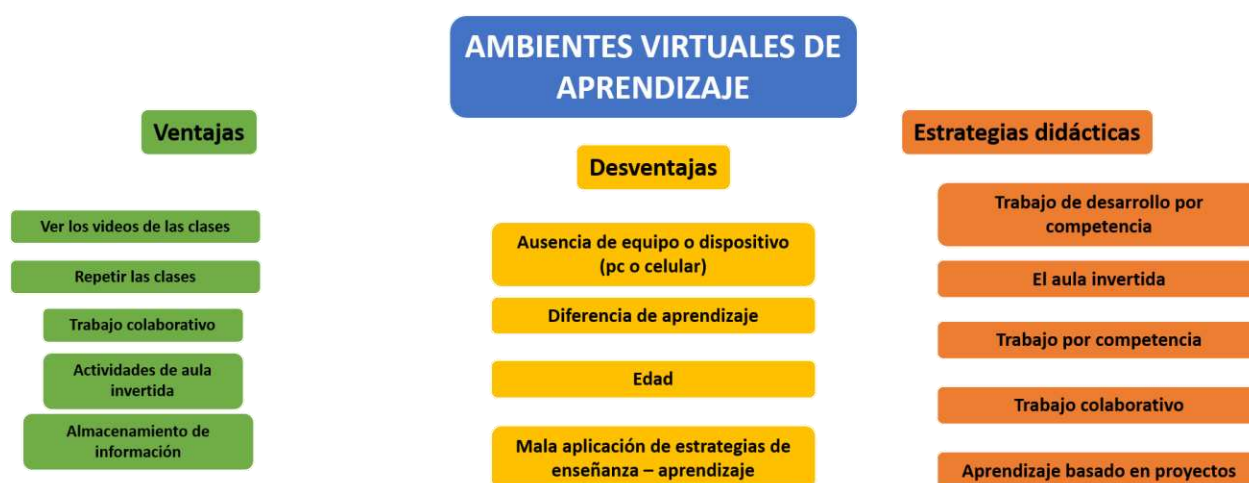 AMBIENTES VIRTUALES DE
APRENDIZAJE
Ventajas
Ver los videos de las clases
Repetir las clases
Trabajo colaborativo
Actividades de aula
invertida
Almacenamiento de
información
Desventajas
Ausencia de equipo o dispositivo
(pc o celular)
Diferencia de aprendizaje
Edad
Mala aplicación de estrategias de
enseñanza – aprendizaje
Estrategias didácticas
Trabajo de desarrollo por
competencia
El aula invertida
Trabajo por competencia
Trabajo colaborativo
Aprendizaje basado en proyectos